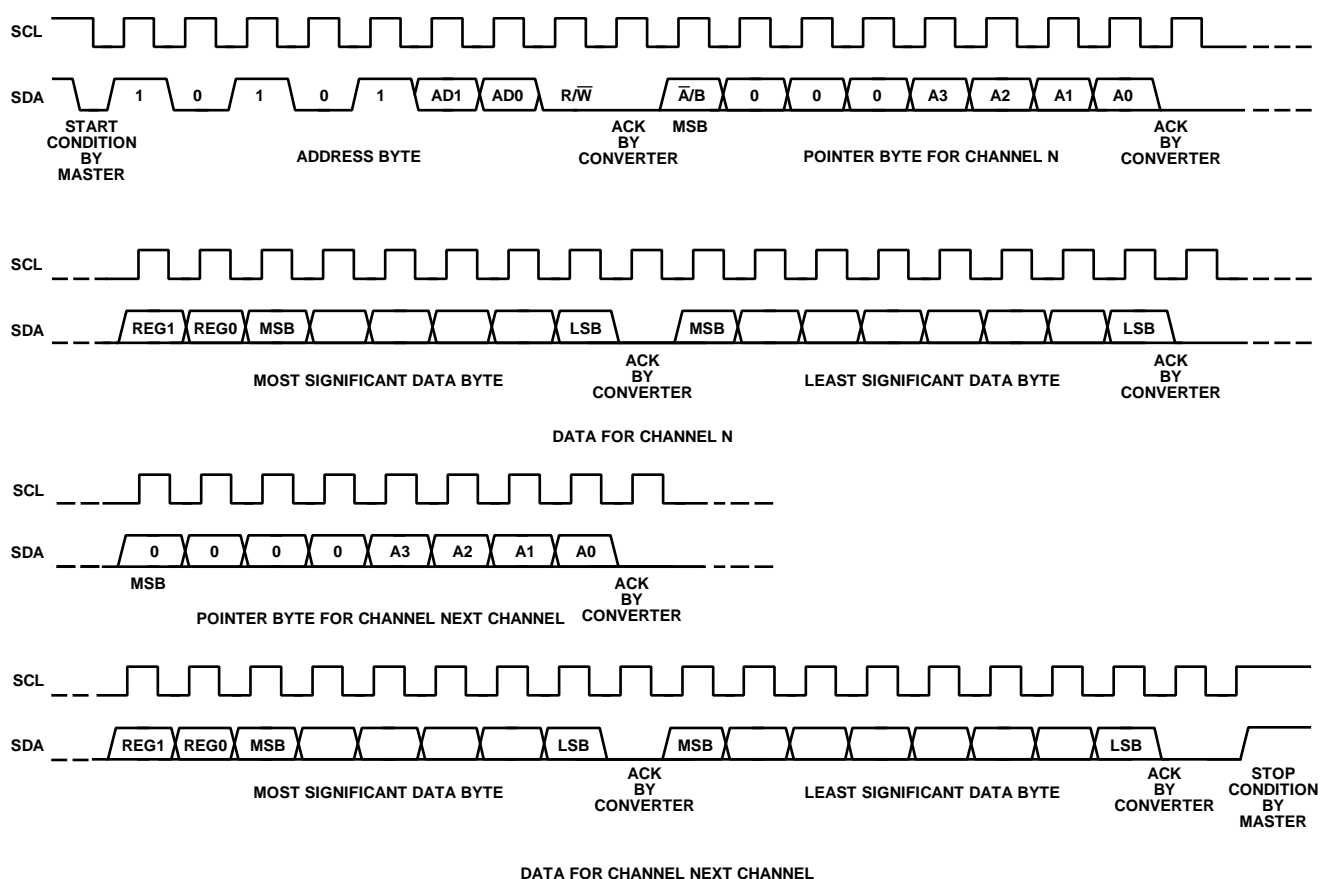 SCL
SDA 1 0 1 0 1 AD1 AD0 R/W̅ A̅/B 0 0 0 A3 A2 A1 A0
START
CONDITION
BY
MASTER
ADDRESS BYTE
ACK
BY
CONVERTER
MSB
POINTER BYTE FOR CHANNEL N
ACK
BY
CONVERTER
SCL
SDA REG1 REG0 MSB LSB MSB LSB
MOST SIGNIFICANT DATA BYTE
ACK
BY
CONVERTER
LEAST SIGNIFICANT DATA BYTE
ACK
BY
CONVERTER
DATA FOR CHANNEL N
SCL
SDA 0 0 0 0 A3 A2 A1 A0
MSB
POINTER BYTE FOR CHANNEL NEXT CHANNEL
ACK
BY
CONVERTER
SCL
SDA REG1 REG0 MSB LSB MSB LSB
MOST SIGNIFICANT DATA BYTE
ACK
BY
CONVERTER
LEAST SIGNIFICANT DATA BYTE
ACK
BY
CONVERTER
STOP
CONDITION
BY
MASTER
DATA FOR CHANNEL NEXT CHANNEL